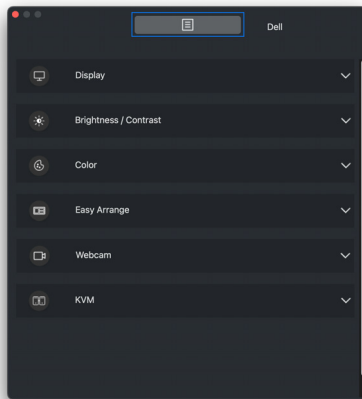 Dell
Display
Brightness / Contrast
Color
Easy Arrange
Webcam
KVM